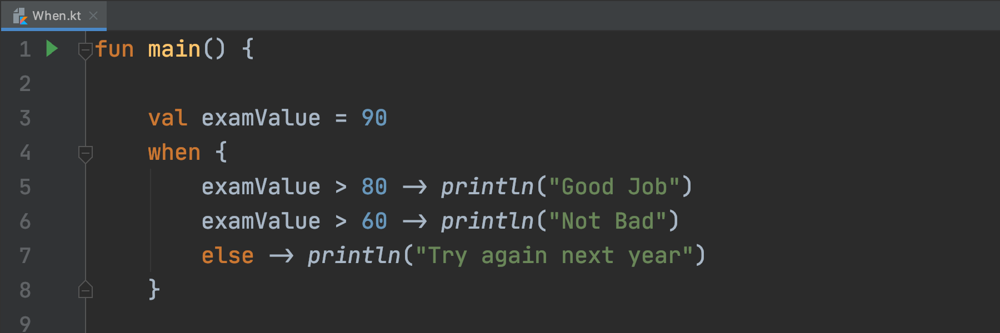 When.kt
1 fun main() {
2
3 val examValue = 90
4 when {
5 examValue > 80 -> println("Good Job")
6 examValue > 60 -> println("Not Bad")
7 else -> println("Try again next year")
8 }
9